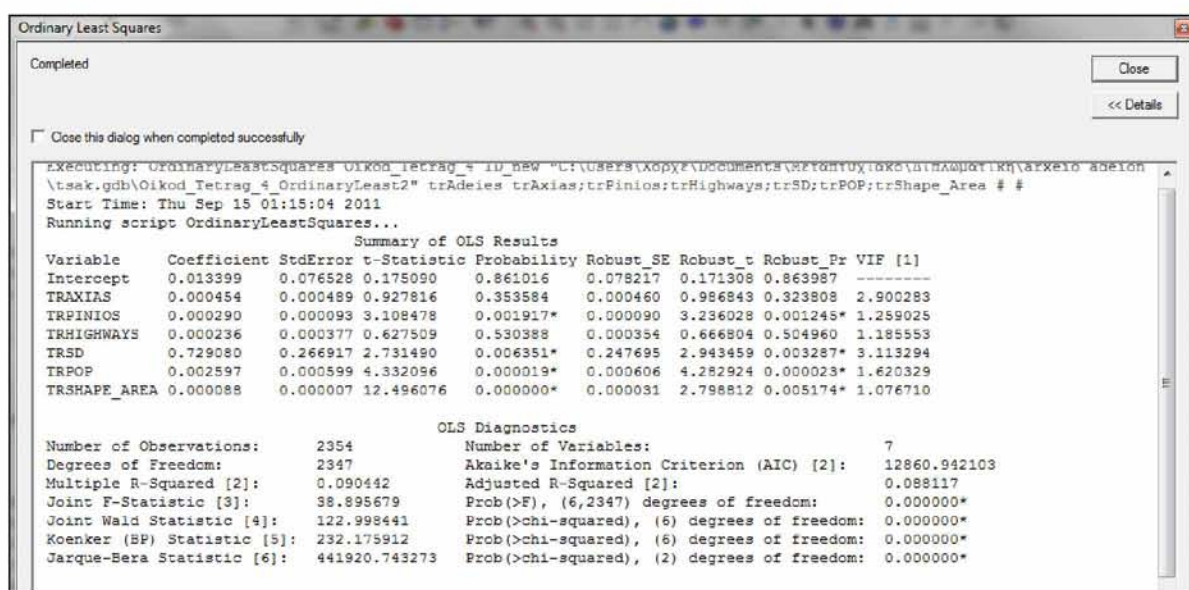 Ordinary Least Squares
Completed
Close
<< Details
Close this dialog when completed successfully
Executing: OrdinaryLeastSquares Oikod_Tetrag_4 ID_new "C:\Users\Χορχε\Documents\Μεταπτυχιακο\Διπλωματικη\arxeio adeion
\tsak.gdb\Oikod_Tetrag_4_OrdinaryLeast2" trAdeies trAxias;trPinios;trHighways;trSD;trPOP;trShape_Area # #
Start Time: Thu Sep 15 01:15:04 2011
Running script OrdinaryLeastSquares...
Summary of OLS Results
Variable Coefficient StdError t-Statistic Probability Robust_SE Robust_t Robust_Pr VIF [1]
Intercept 0.013399 0.076528 0.175090 0.861016 0.078217 0.171308 0.863987 --------
TRAXIAS 0.000454 0.000489 0.927816 0.353584 0.000460 0.986843 0.323808 2.900283
TRPINIOS 0.000290 0.000093 3.108478 0.001917* 0.000090 3.236028 0.001245* 1.259025
TRHIGHWAYS 0.000236 0.000377 0.627509 0.530388 0.000354 0.666804 0.504960 1.185553
TRSD 0.729080 0.266917 2.731490 0.006351* 0.247695 2.943459 0.003287* 3.113294
TRPOP 0.002597 0.000599 4.332096 0.000019* 0.000606 4.282924 0.000023* 1.620329
TRSHAPE_AREA 0.000088 0.000007 12.496076 0.000000* 0.000031 2.798812 0.005174* 1.076710
OLS Diagnostics
Number of Observations: 2354 Number of Variables: 7
Degrees of Freedom: 2347 Akaike's Information Criterion (AIC) [2]: 12860.942103
Multiple R-Squared [2]: 0.090442 Adjusted R-Squared [2]: 0.088117
Joint F-Statistic [3]: 38.895679 Prob(>F), (6,2347) degrees of freedom: 0.000000*
Joint Wald Statistic [4]: 122.998441 Prob(>chi-squared), (6) degrees of freedom: 0.000000*
Koenker (BP) Statistic [5]: 232.175912 Prob(>chi-squared), (6) degrees of freedom: 0.000000*
Jarque-Bera Statistic [6]: 441920.743273 Prob(>chi-squared), (2) degrees of freedom: 0.000000*